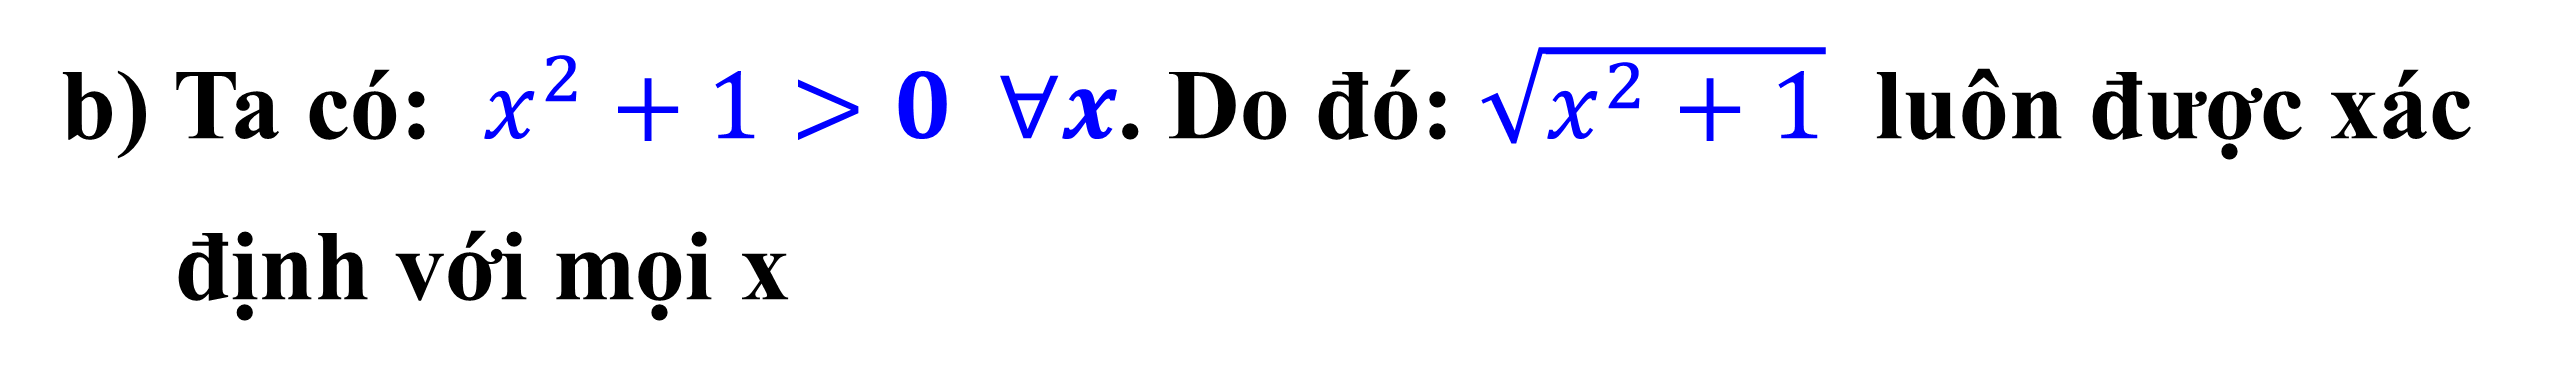 b) Ta có: x² + 1 > 0 ∀x. Do đó: √(x² + 1) luôn được xác
định với mọi x